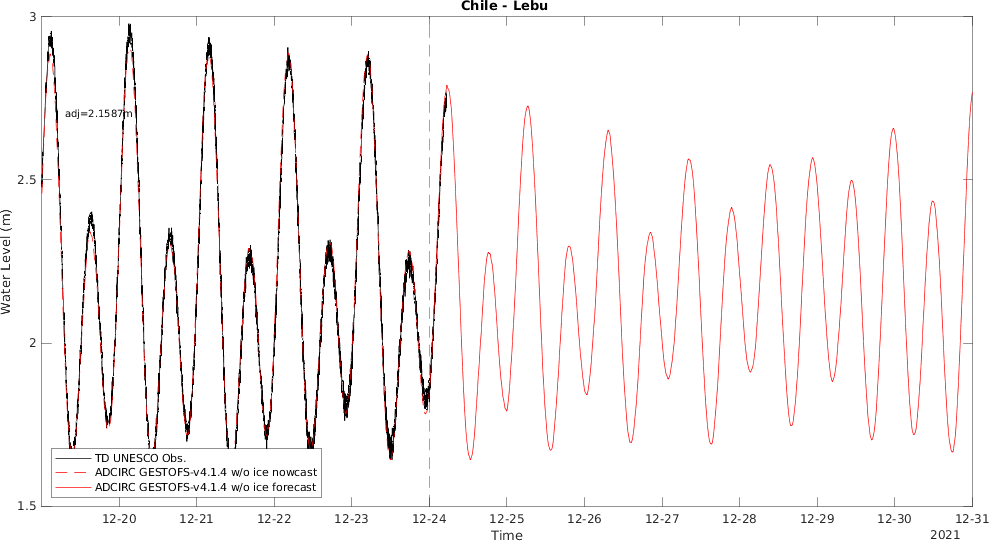 Chile - Lebu
3
adj=2.1587m
2.5
Water Level (m)
2
TD UNESCO Obs.
ADCIRC GESTOFS-v4.1.4 w/o ice nowcast
ADCIRC GESTOFS-v4.1.4 w/o ice forecast
1.5
12-20 12-21 12-22 12-23 12-24 12-25 12-26 12-27 12-28 12-29 12-30 12-31
Time
2021